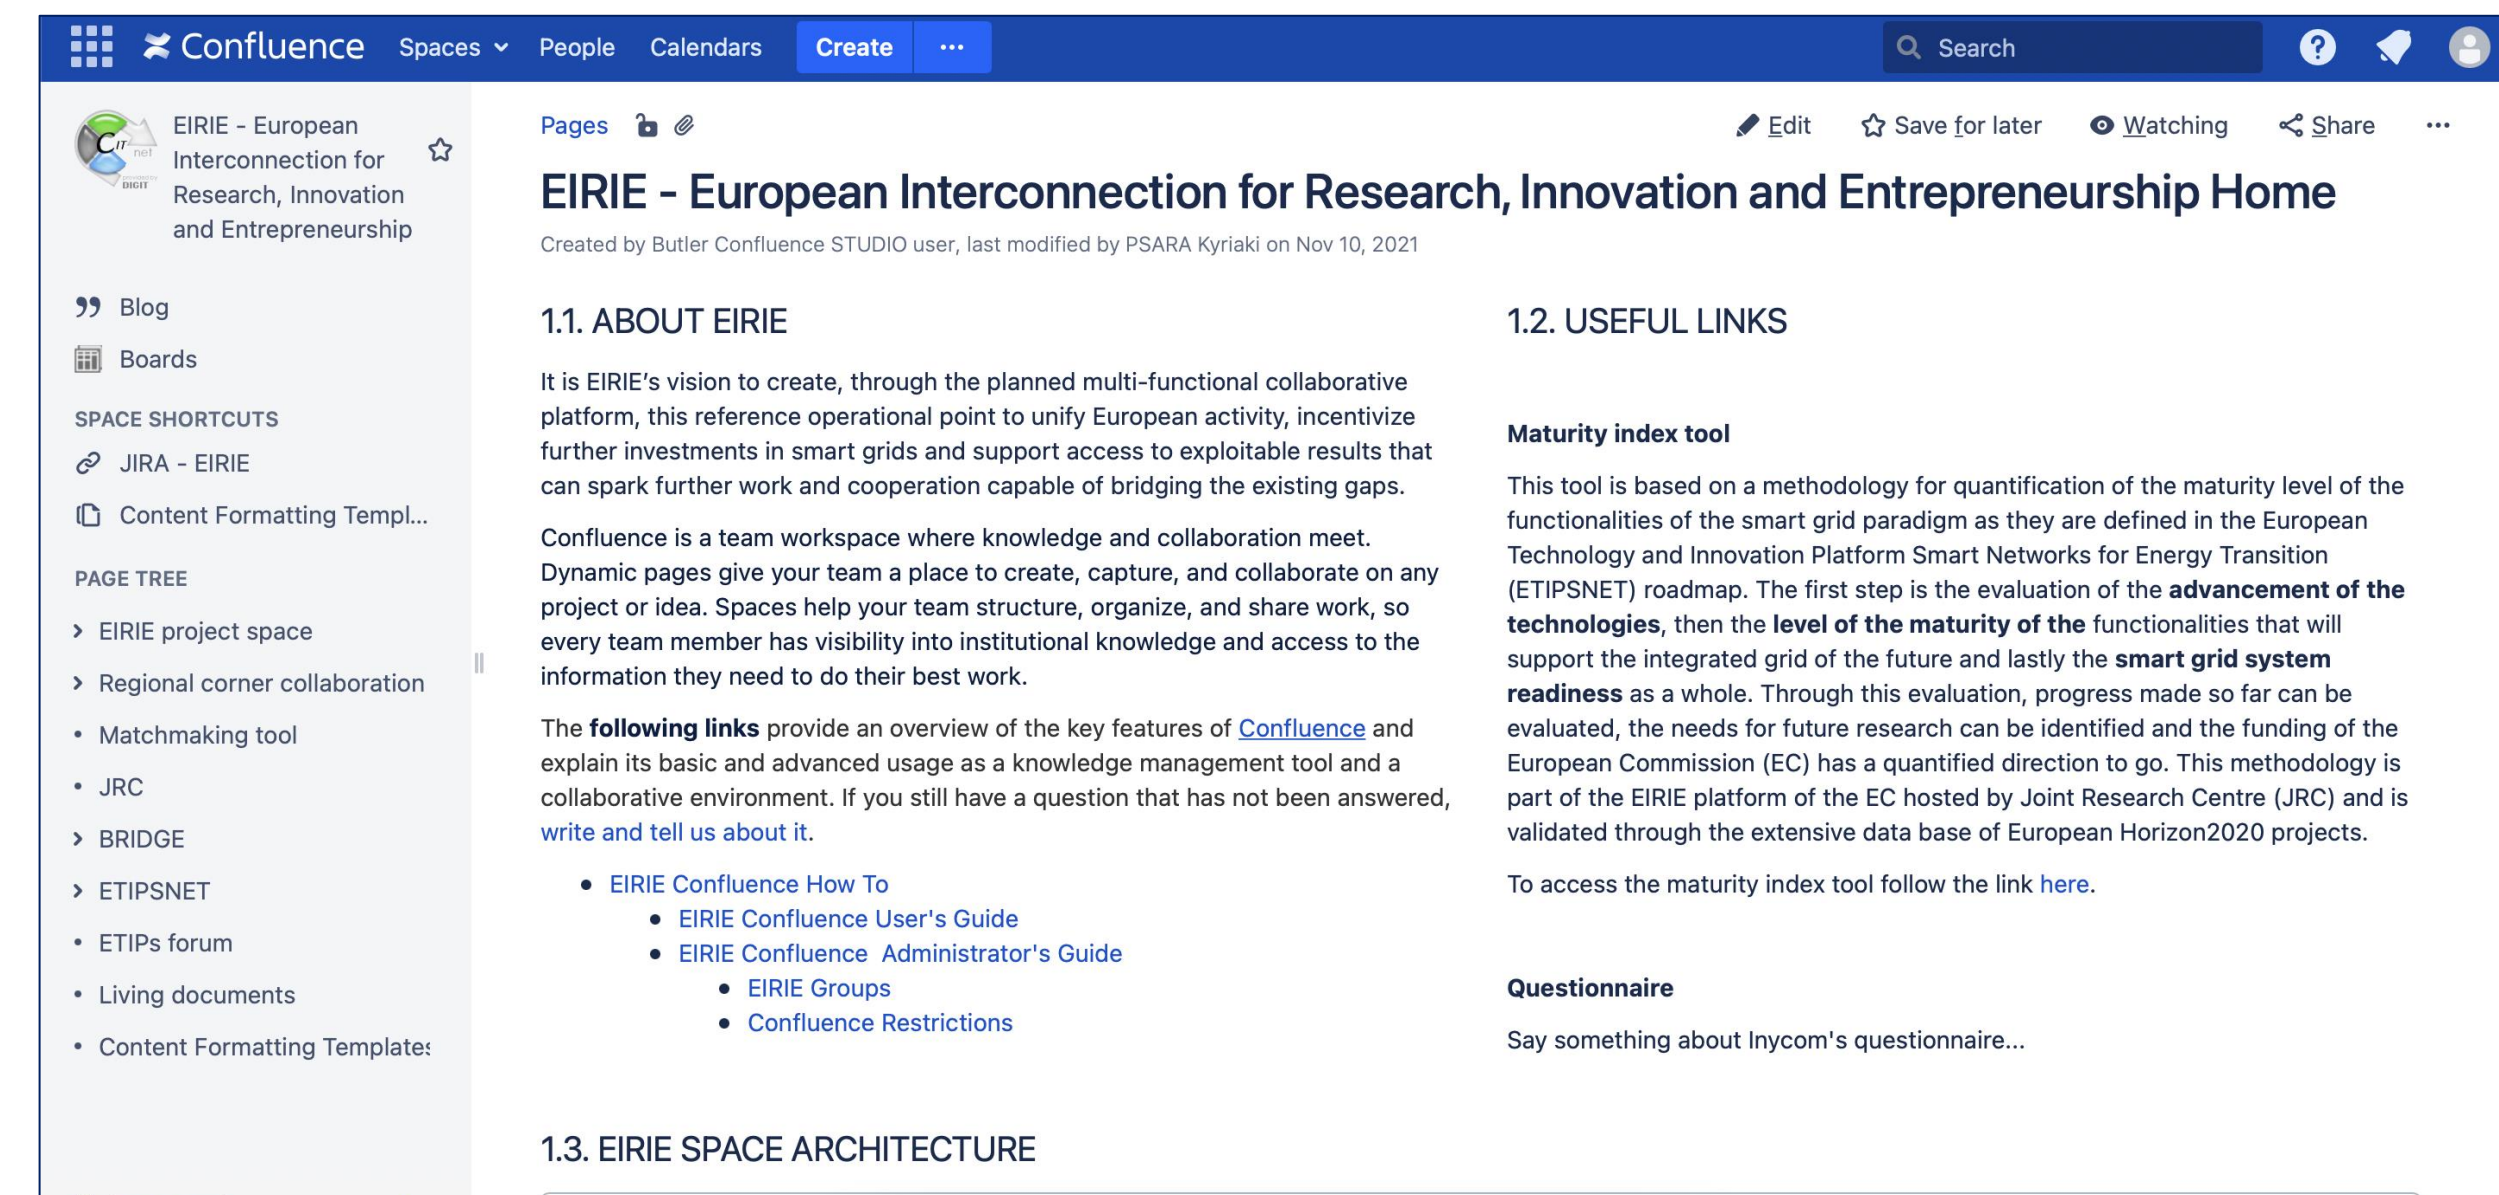 Confluence Spaces People Calendars Create ... Search ?
CIT net provided by DIGIT
EIRIE - European
Interconnection for
Research, Innovation
and Entrepreneurship
Blog
Boards
SPACE SHORTCUTS
JIRA - EIRIE
Content Formatting Templ...
PAGE TREE
EIRIE project space
Regional corner collaboration
Matchmaking tool
JRC
BRIDGE
ETIPSNET
ETIPs forum
Living documents
Content Formatting Templates
Pages
Edit Save for later Watching Share ...
EIRIE - European Interconnection for Research, Innovation and Entrepreneurship Home
Created by Butler Confluence STUDIO user, last modified by PSARA Kyriaki on Nov 10, 2021
1.1. ABOUT EIRIE
It is EIRIE’s vision to create, through the planned multi-functional collaborative
platform, this reference operational point to unify European activity, incentivize
further investments in smart grids and support access to exploitable results that
can spark further work and cooperation capable of bridging the existing gaps.
Confluence is a team workspace where knowledge and collaboration meet.
Dynamic pages give your team a place to create, capture, and collaborate on any
project or idea. Spaces help your team structure, organize, and share work, so
every team member has visibility into institutional knowledge and access to the
information they need to do their best work.
The following links provide an overview of the key features of Confluence and
explain its basic and advanced usage as a knowledge management tool and a
collaborative environment. If you still have a question that has not been answered,
write and tell us about it.
• EIRIE Confluence How To
• EIRIE Confluence User's Guide
• EIRIE Confluence  Administrator's Guide
• EIRIE Groups
• Confluence Restrictions
1.2. USEFUL LINKS
Maturity index tool
This tool is based on a methodology for quantification of the maturity level of the
functionalities of the smart grid paradigm as they are defined in the European
Technology and Innovation Platform Smart Networks for Energy Transition
(ETIPSNET) roadmap. The first step is the evaluation of the advancement of the
technologies, then the level of the maturity of the functionalities that will
support the integrated grid of the future and lastly the smart grid system
readiness as a whole. Through this evaluation, progress made so far can be
evaluated, the needs for future research can be identified and the funding of the
European Commission (EC) has a quantified direction to go. This methodology is
part of the EIRIE platform of the EC hosted by Joint Research Centre (JRC) and is
validated through the extensive data base of European Horizon2020 projects.
To access the maturity index tool follow the link here.
Questionnaire
Say something about Inycom's questionnaire...
1.3. EIRIE SPACE ARCHITECTURE